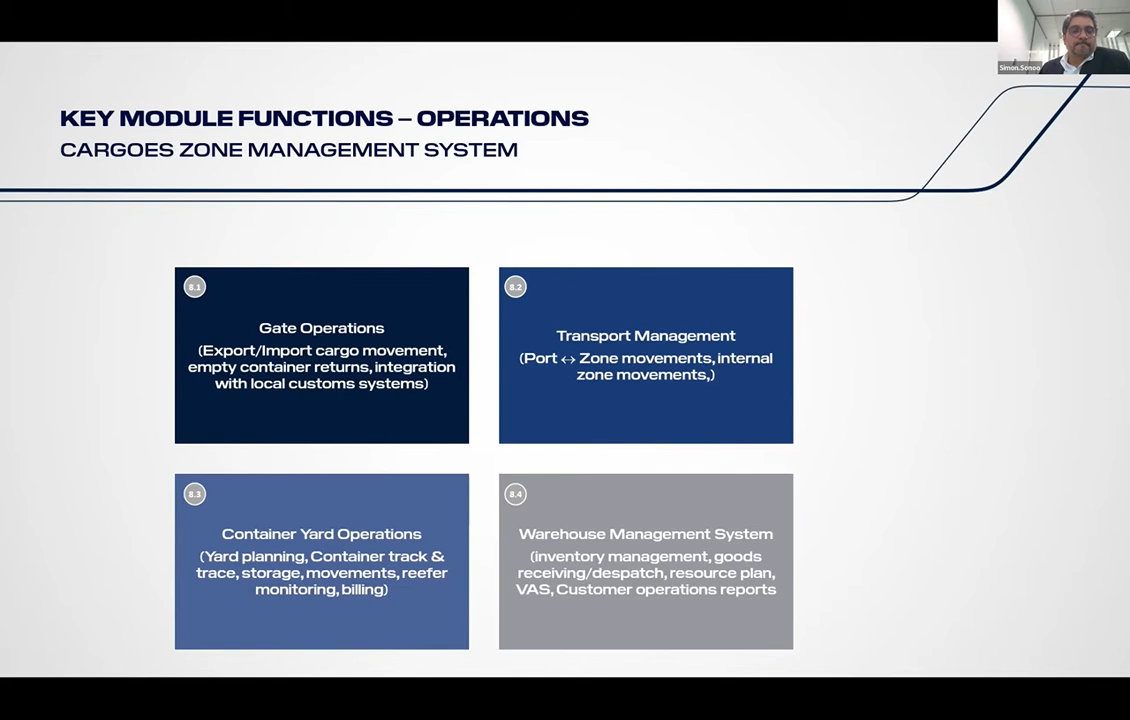 Simon.Sonoo
KEY MODULE FUNCTIONS – OPERATIONS
CARGOES ZONE MANAGEMENT SYSTEM
8.1
Gate Operations
(Export/Import cargo movement,
empty container returns, integration
with local customs systems)
8.2
Transport Management
(Port ↔ Zone movements, internal
zone movements,)
8.3
Container Yard Operations
(Yard planning, Container track &
trace, storage, movements, reefer
monitoring, billing)
8.4
Warehouse Management System
(inventory management, goods
receiving/despatch, resource plan,
VAS, Customer operations reports